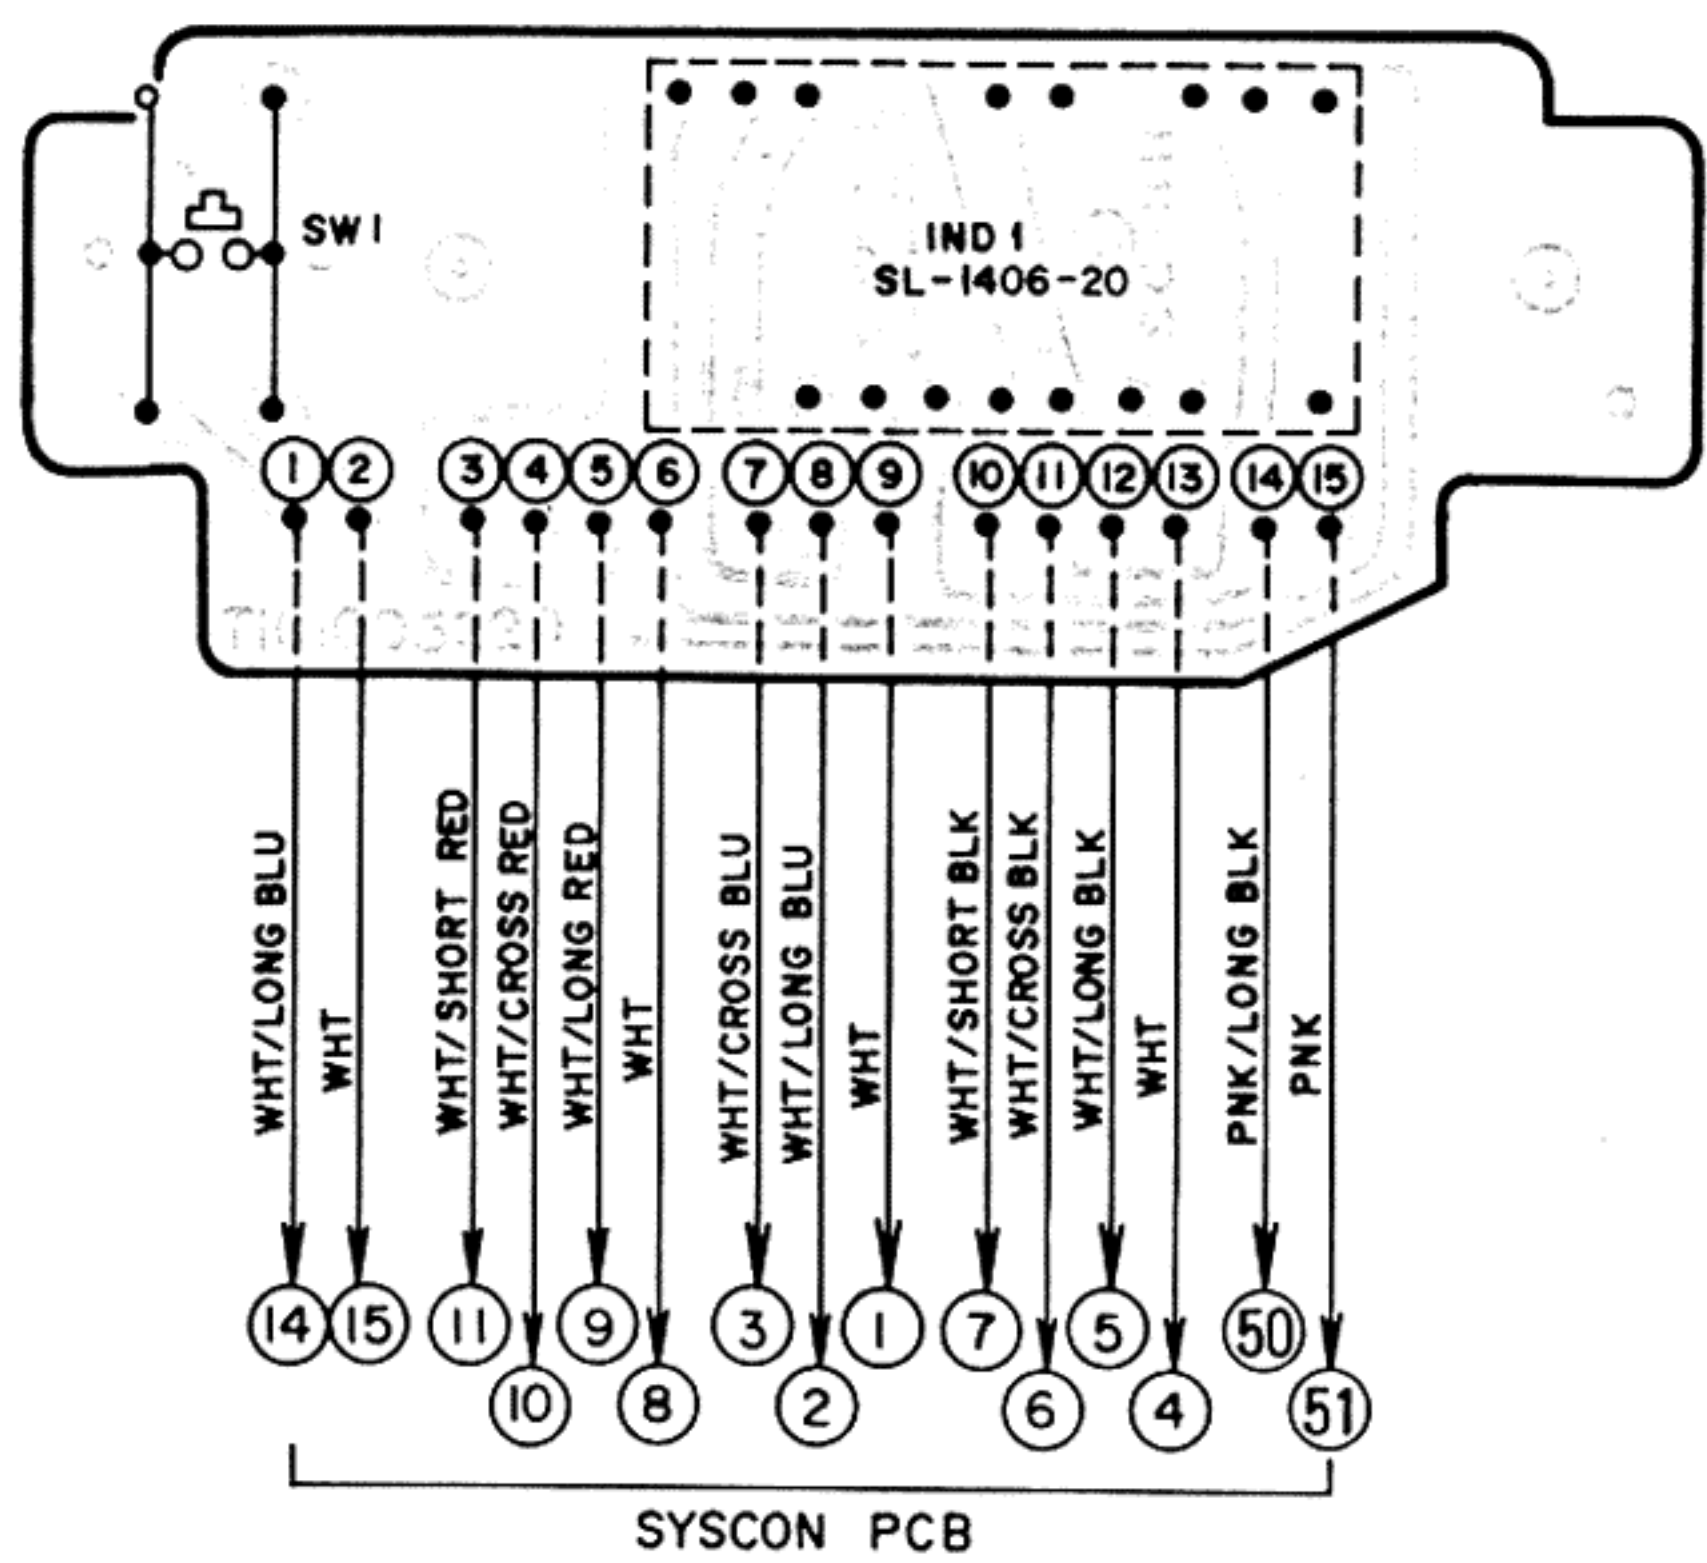 SW1
IND 1
SL-1406-20
1 2 3 4 5 6 7 8 9 10 11 12 13 14 15
WHT/LONG BLU
WHT
WHT/SHORT RED
WHT/CROSS RED
WHT/LONG RED
WHT
WHT/CROSS BLU
WHT/LONG BLU
WHT
WHT/SHORT BLK
WHT/CROSS BLK
WHT/LONG BLK
WHT
PNK/LONG BLK
PNK
14 15 11 9 3 1 7 5 50
10 8 2 6 4 51
SYSCON PCB